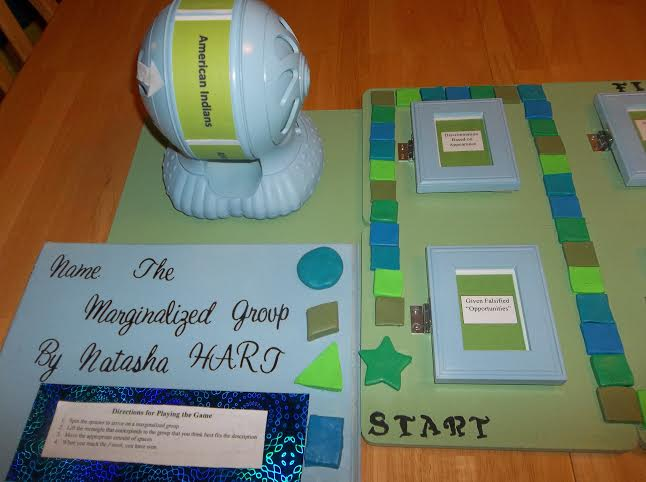 American Indians
FI
Discrimination
Based on
Appearance
Name The
Marginalized Group
By Natasha HART
Given Falsified
"Opportunities"
START
Directions for Playing the Game
1. Spin the spinner to arrive on a marginalized group
2. Lift the rectangle that corresponds to the group that you think best fits the description
3. Move the appropriate amount of spaces
4. When you reach the finish, you have won